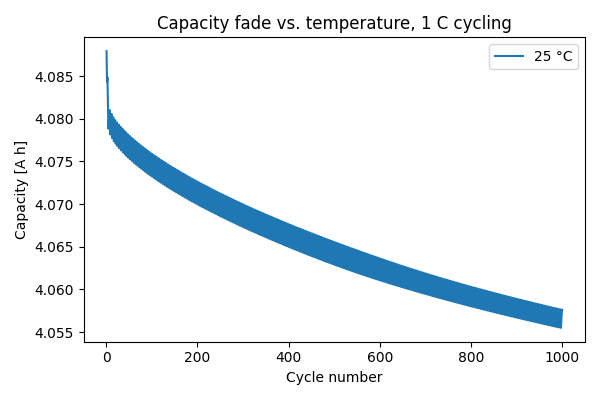 Capacity fade vs. temperature, 1 C cycling
25 °C
Capacity [A h]
4.085
4.080
4.075
4.070
4.065
4.060
4.055
0 200 400 600 800 1000
Cycle number